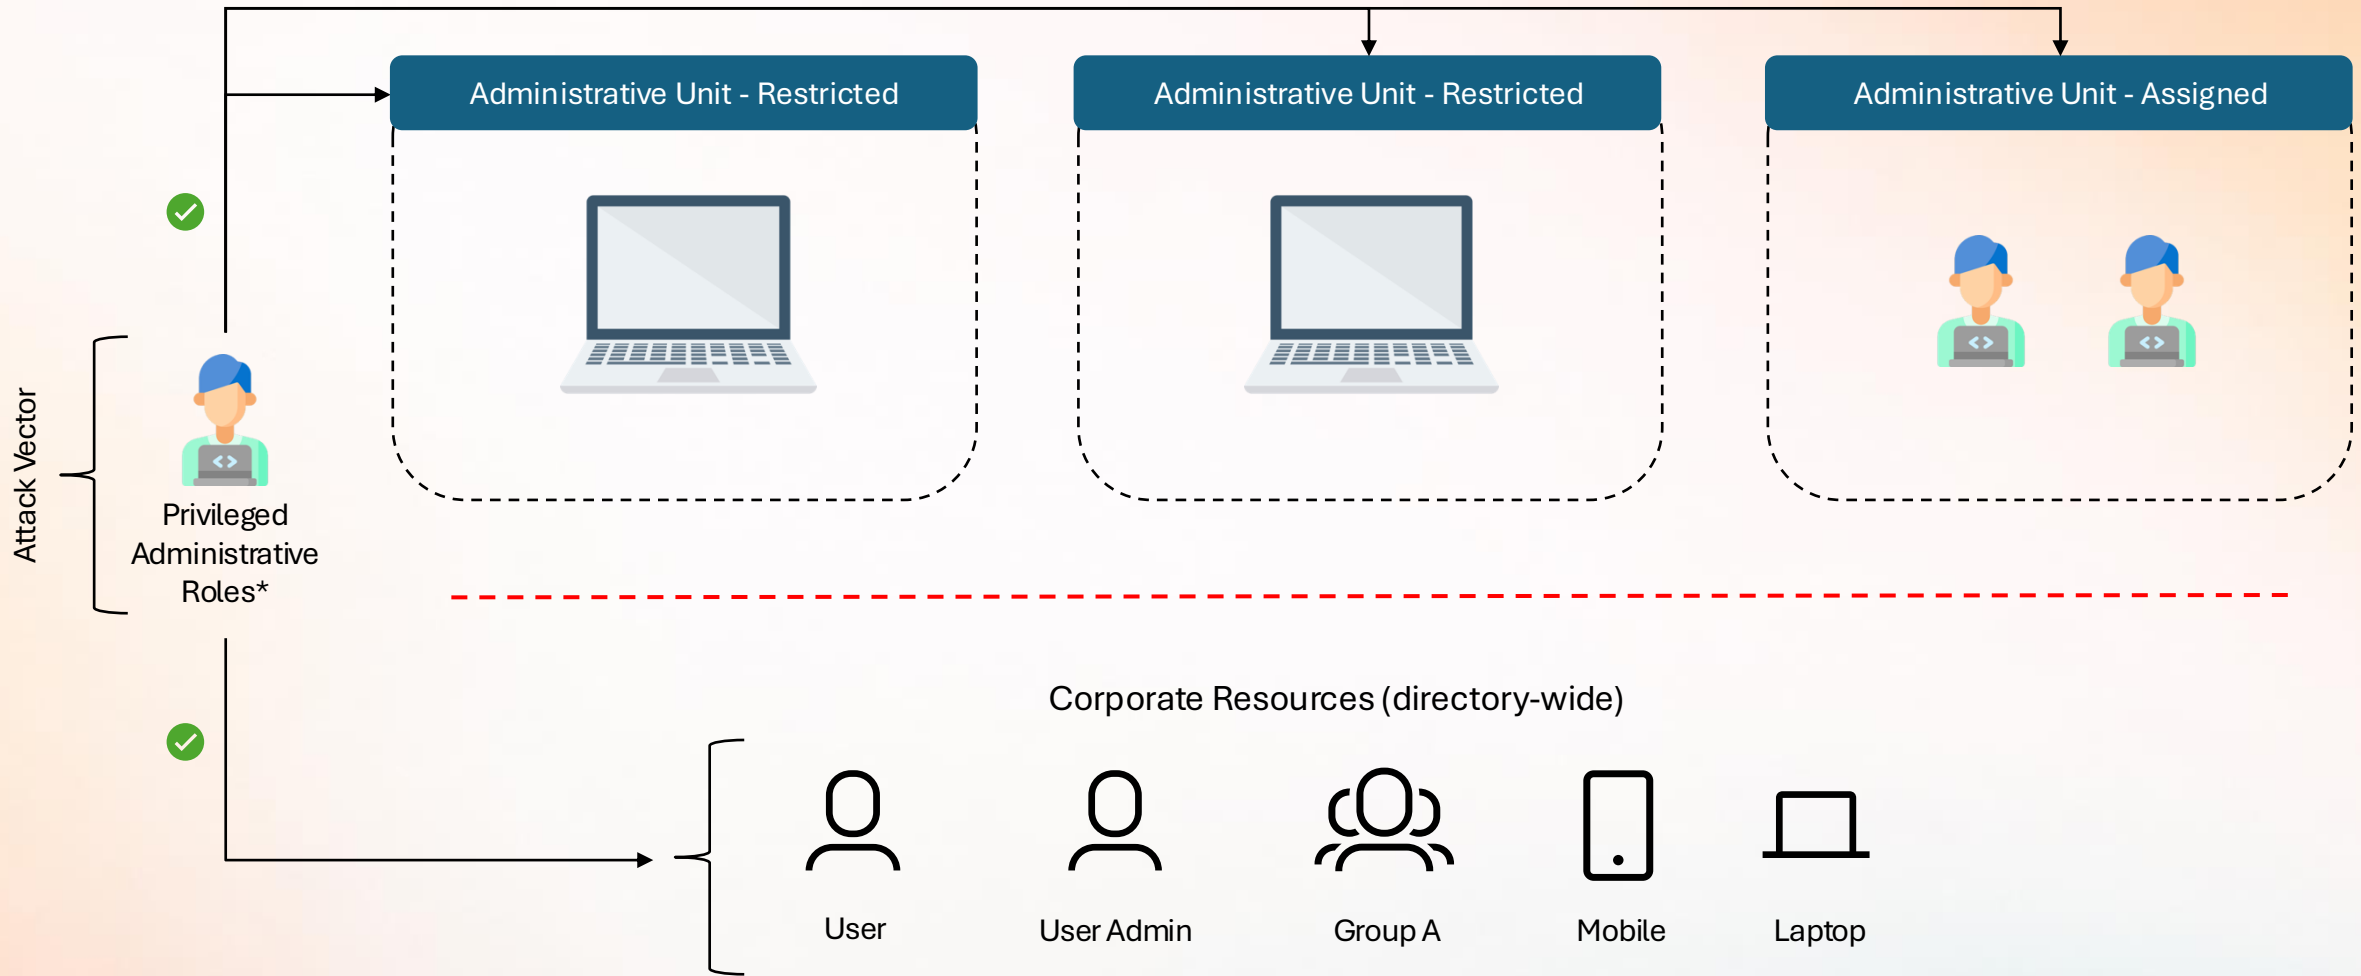 Administrative Unit - Restricted
Administrative Unit - Restricted
Administrative Unit - Assigned
Attack Vector
Privileged
Administrative
Roles*
Corporate Resources (directory-wide)
User
User Admin
Group A
Mobile
Laptop